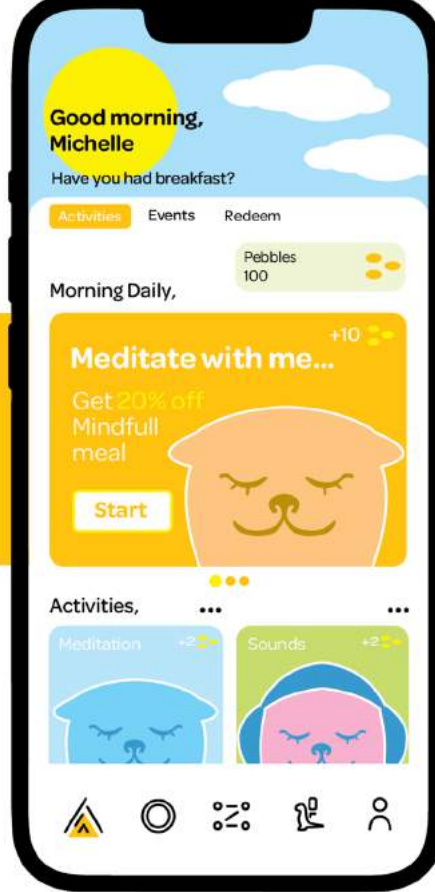 Good morning,
Michelle
Have you had breakfast?
Activities Events Redeem
Pebbles
100
Morning Daily,
+10
Meditate with me...
Get 20% off
Mindfull
meal
Start
Activities, ... ...
Meditation +2 Sounds +2